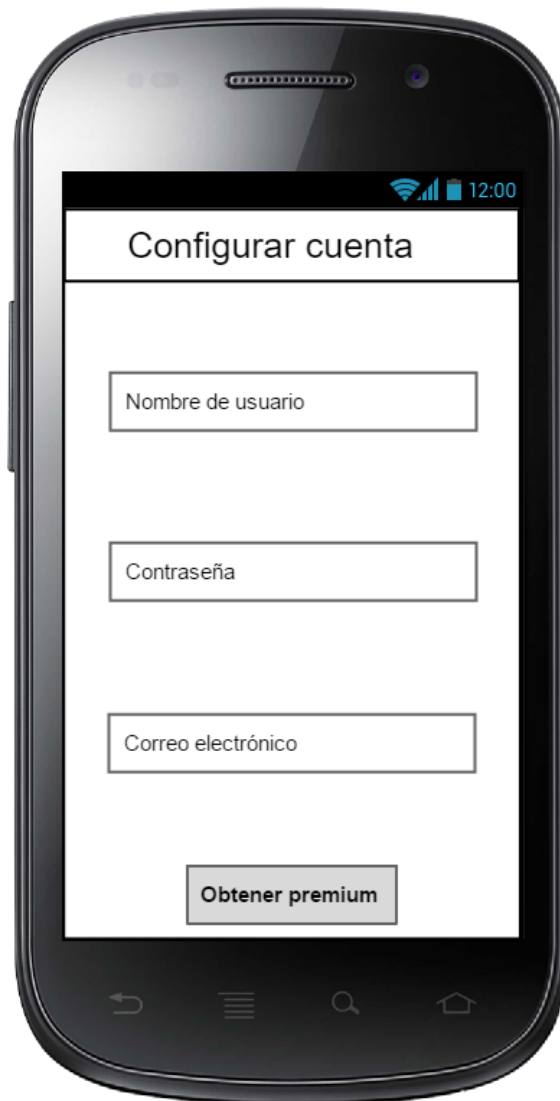 12:00
Configurar cuenta
Nombre de usuario
Contraseña
Correo electrónico
Obtener premium